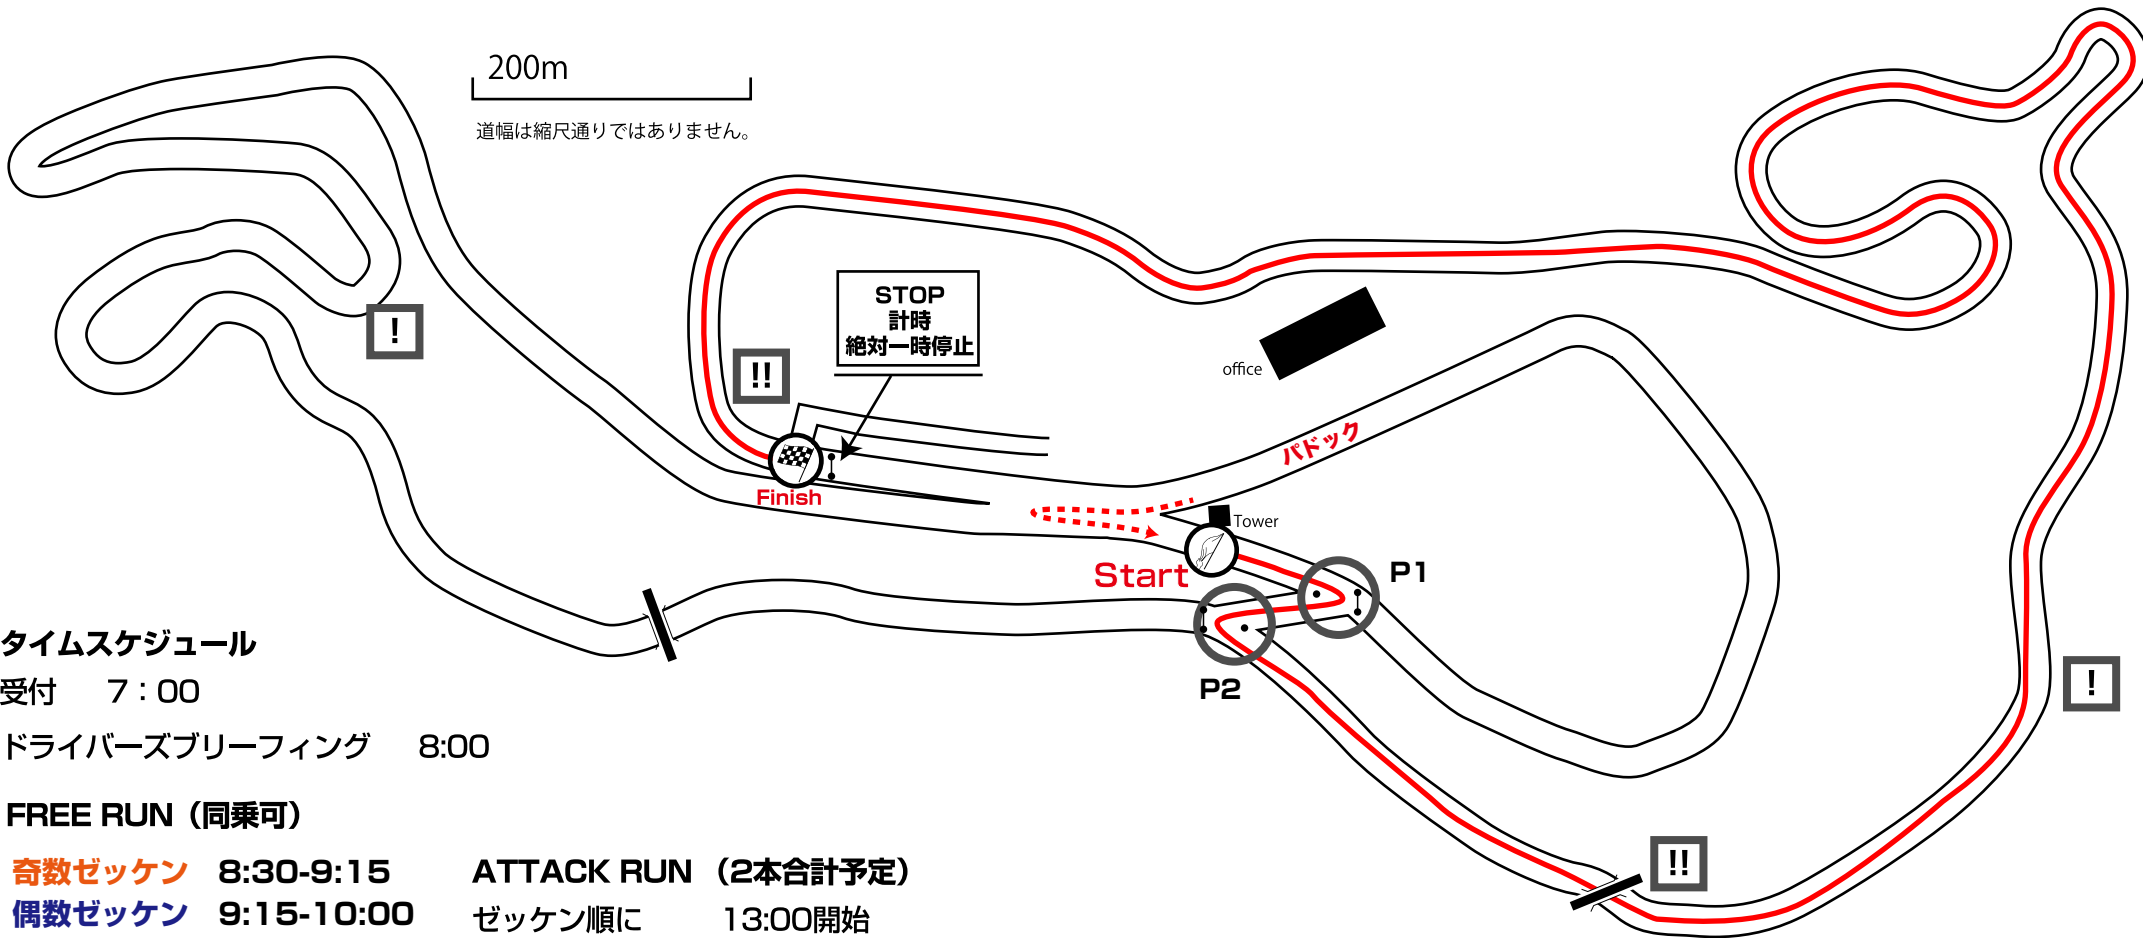 200m
道幅は縮尺通りではありません。
STOP
計時
絶対一時停止
!
!!
office
パドック
Finish
Tower
Start
P1
P2
!
!!
タイムスケジュール
受付 7：00
ドライバーズブリーフィング 8:00
FREE RUN（同乗可）
奇数ゼッケン 8:30-9:15
偶数ゼッケン 9:15-10:00
ATTACK RUN （2本合計予定）
ゼッケン順に 13:00開始